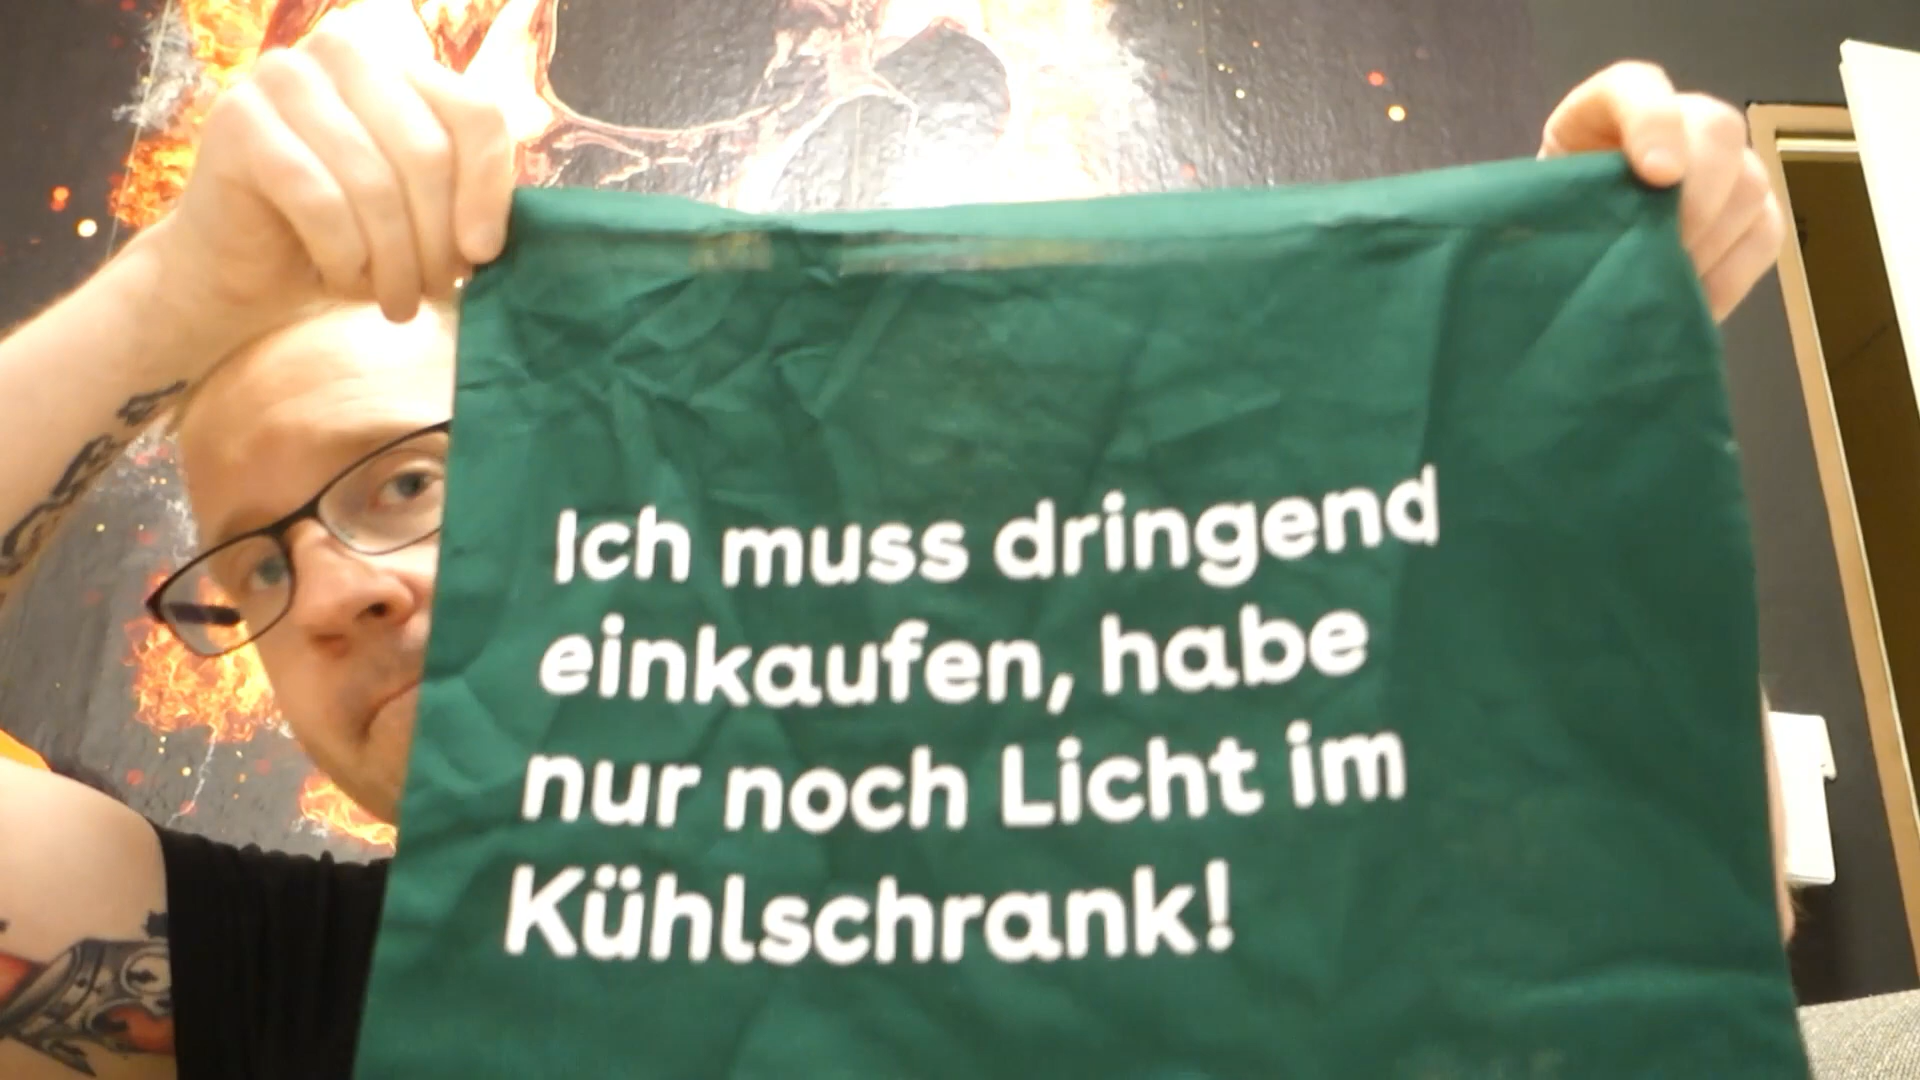 Ich muss dringend
einkaufen, habe
nur noch Licht im
Kühlschrank!